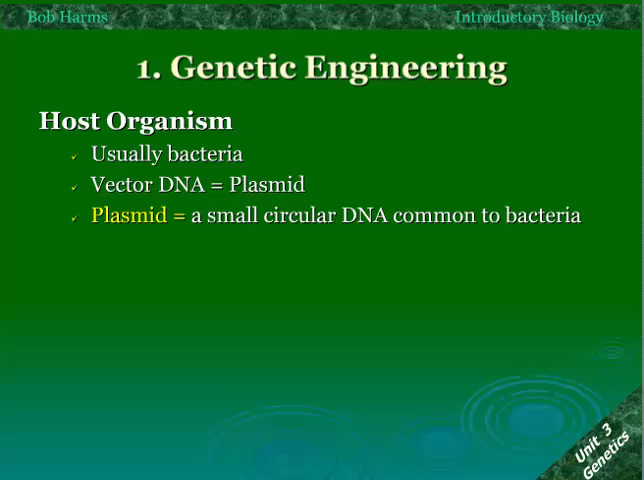 Bob Harms
Introductory Biology
1. Genetic Engineering
Host Organism
✓ Usually bacteria
✓ Vector DNA = Plasmid
✓ Plasmid = a small circular DNA common to bacteria
Unit 3
Genetics